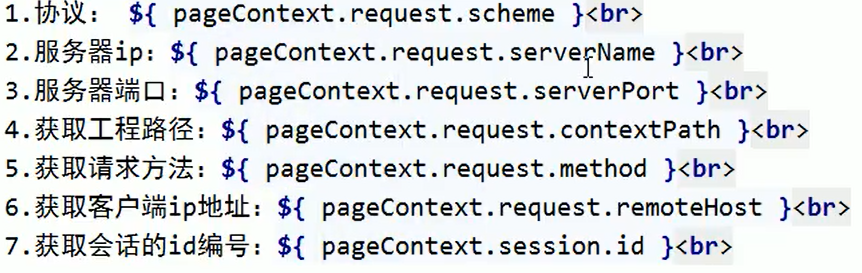 1.协议： ${ pageContext.request.scheme }<br>
2.服务器ip：${ pageContext.request.serverName }<br>
3.服务器端口：${ pageContext.request.serverPort }<br>
4.获取工程路径：${ pageContext.request.contextPath }<br>
5.获取请求方法：${ pageContext.request.method }<br>
6.获取客户端ip地址：${ pageContext.request.remoteHost }<br>
7.获取会话的id编号：${ pageContext.session.id }<br>